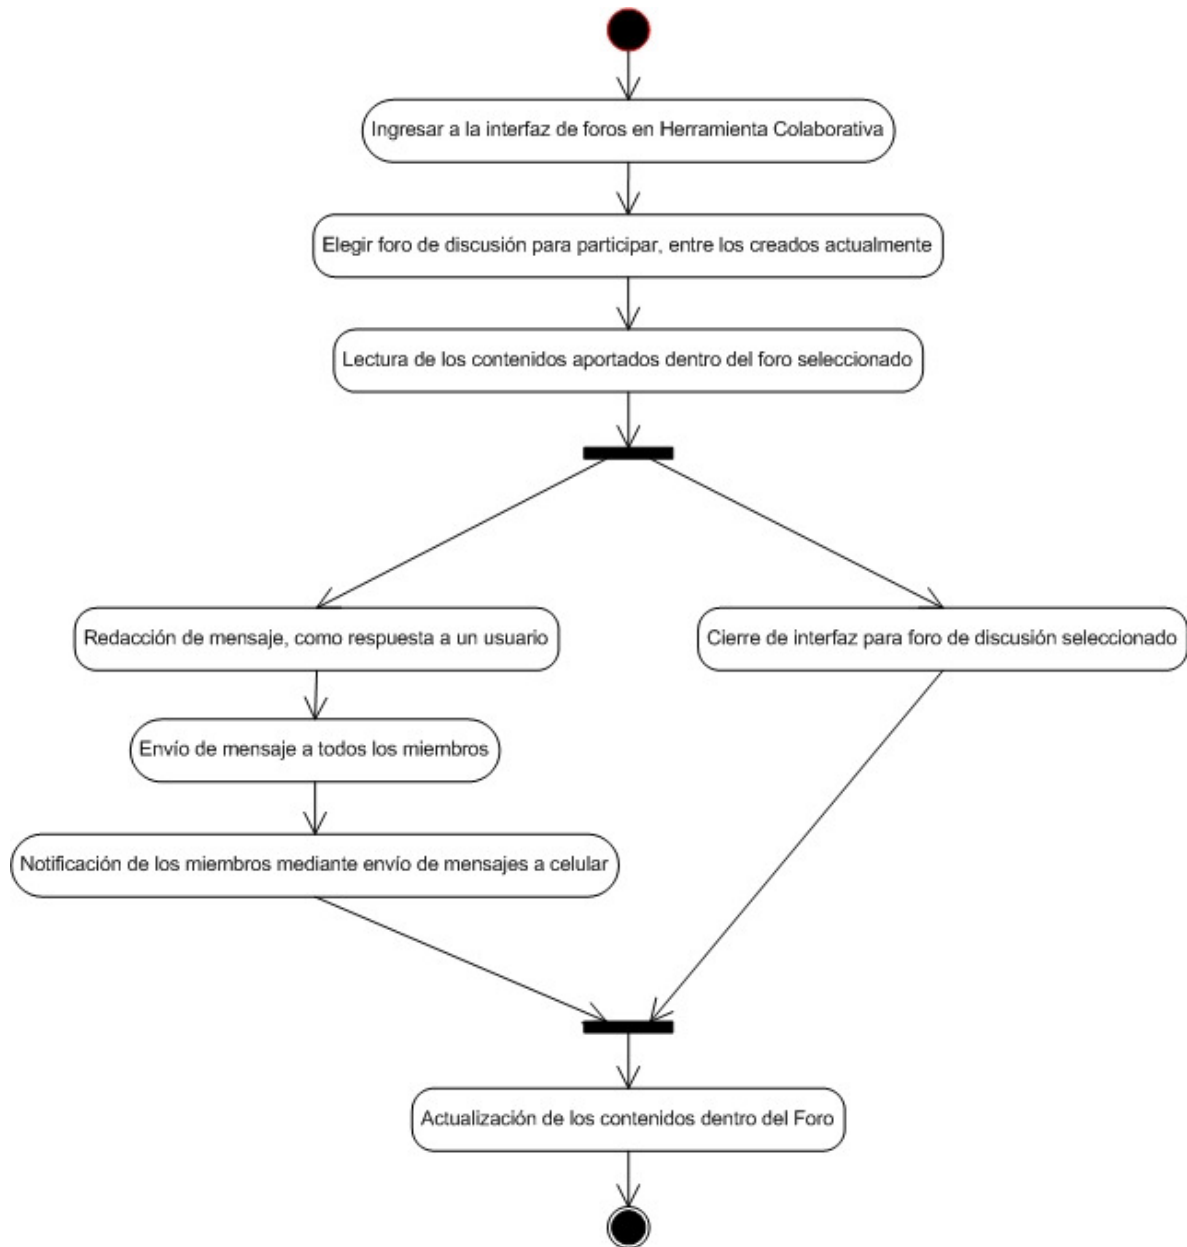 Ingresar a la interfaz de foros en Herramienta Colaborativa
Elegir foro de discusión para participar, entre los creados actualmente
Lectura de los contenidos aportados dentro del foro seleccionado
Redacción de mensaje, como respuesta a un usuario
Cierre de interfaz para foro de discusión seleccionado
Envío de mensaje a todos los miembros
Notificación de los miembros mediante envío de mensajes a celular
Actualización de los contenidos dentro del Foro